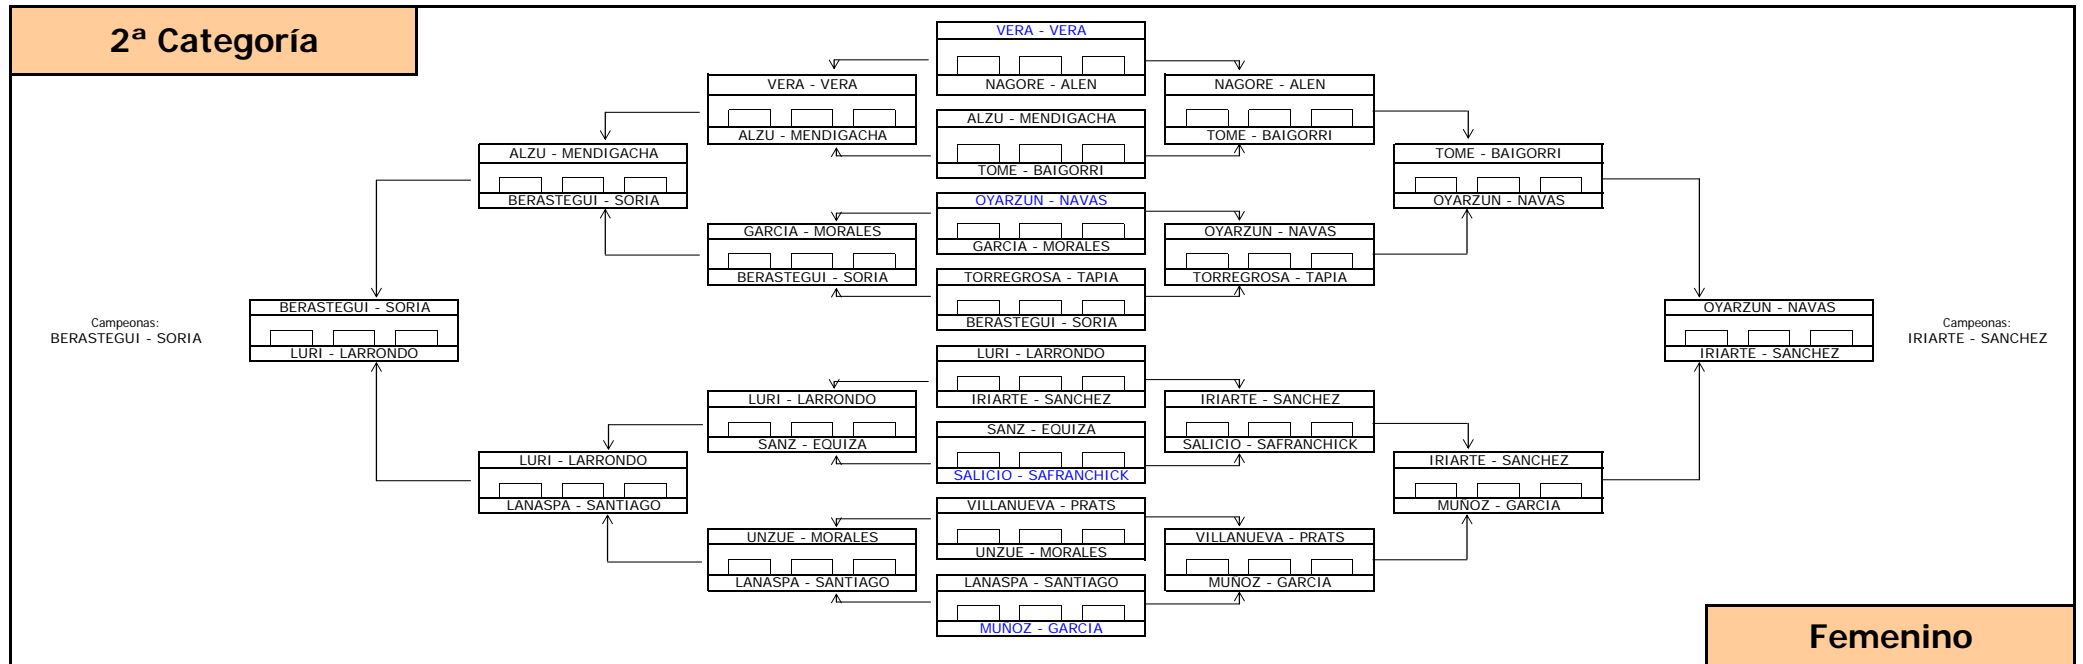 2ª Categoría
VERA - VERA
NAGORE - ALEN
ALZU - MENDIGACHA
TOME - BAIGORRI
OYARZUN - NAVAS
GARCIA - MORALES
TORREGROSA - TAPIA
BERASTEGUI - SORIA
LURI - LARRONDO
IRIARTE - SANCHEZ
SANZ - EQUIZA
SALICIO - SAFRANCHICK
VILLANUEVA - PRATS
UNZUE - MORALES
LANASPA - SANTIAGO
MUÑOZ - GARCIA
VERA - VERA
ALZU - MENDIGACHA
GARCIA - MORALES
BERASTEGUI - SORIA
LURI - LARRONDO
SANZ - EQUIZA
UNZUE - MORALES
LANASPA - SANTIAGO
ALZU - MENDIGACHA
BERASTEGUI - SORIA
LURI - LARRONDO
LANASPA - SANTIAGO
BERASTEGUI - SORIA
LURI - LARRONDO
Campeonas:
BERASTEGUI - SORIA
NAGORE - ALEN
TOME - BAIGORRI
OYARZUN - NAVAS
TORREGROSA - TAPIA
IRIARTE - SANCHEZ
SALICIO - SAFRANCHICK
VILLANUEVA - PRATS
MUÑOZ - GARCIA
TOME - BAIGORRI
OYARZUN - NAVAS
IRIARTE - SANCHEZ
MUÑOZ - GARCIA
OYARZUN - NAVAS
IRIARTE - SANCHEZ
Campeonas:
IRIARTE - SANCHEZ
Femenino